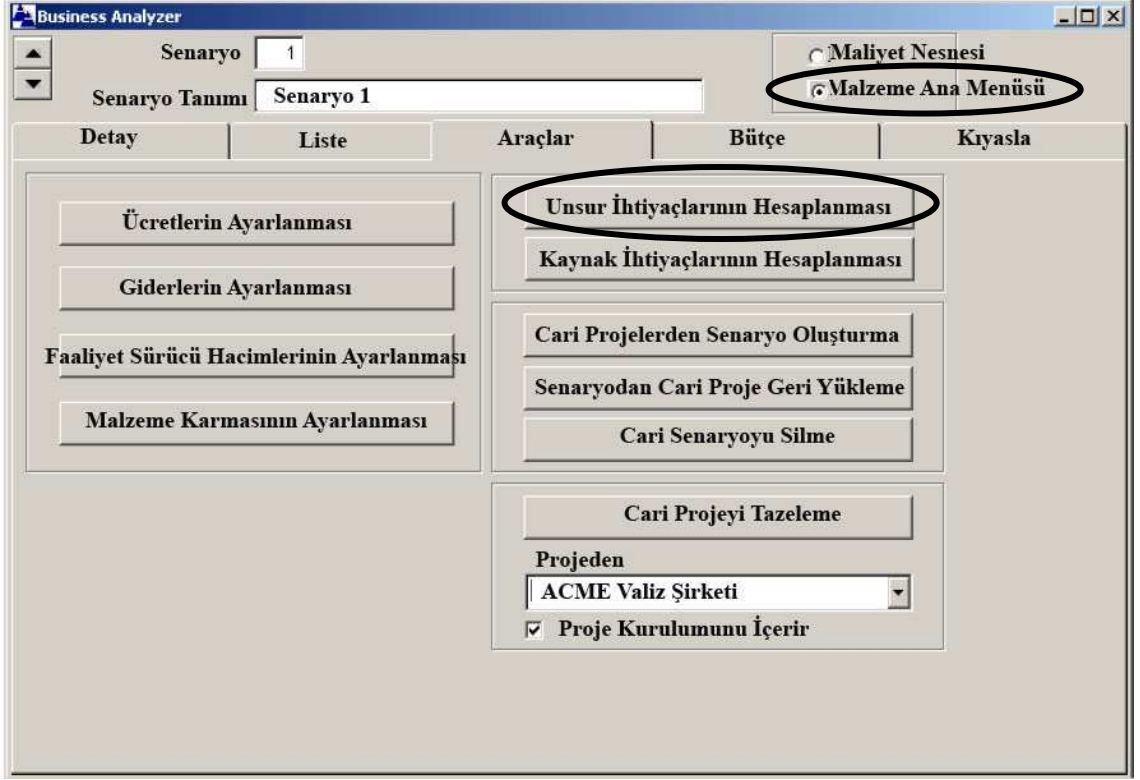 Business Analyzer
Senaryo 1
Maliyet Nesnesi
Senaryo Tanımı Senaryo 1
Malzeme Ana Menüsü
Detay Liste Araçlar Bütçe Kıyasla
Ücretlerin Ayarlanması
Giderlerin Ayarlanması
Faaliyet Sürücü Hacimlerinin Ayarlanması
Malzeme Karmasının Ayarlanması
Unsur İhtiyaçlarının Hesaplanması
Kaynak İhtiyaçlarının Hesaplanması
Cari Projelerden Senaryo Oluşturma
Senaryodan Cari Proje Geri Yükleme
Cari Senaryoyu Silme
Cari Projeyi Tazeleme
Projeden
ACME Valiz Şirketi
Proje Kurulumunu İçerir